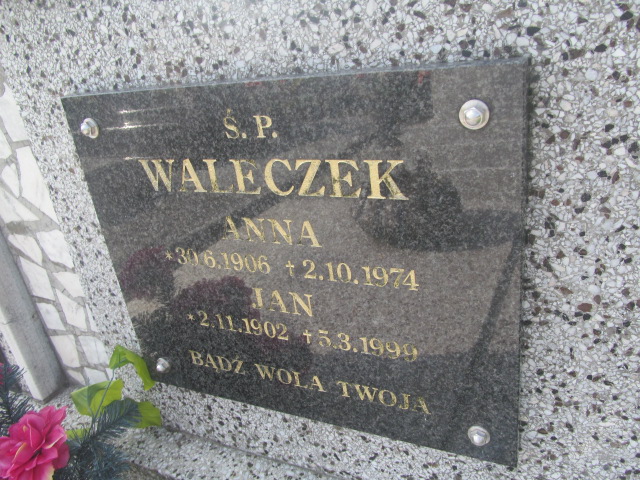 Ś. P.
WALECZEK
ANNA
* 30.6.1906 † 2.10.1974
JAN
* 2.11.1902 † 5.3.1999
BĄDŹ WOLA TWOJA